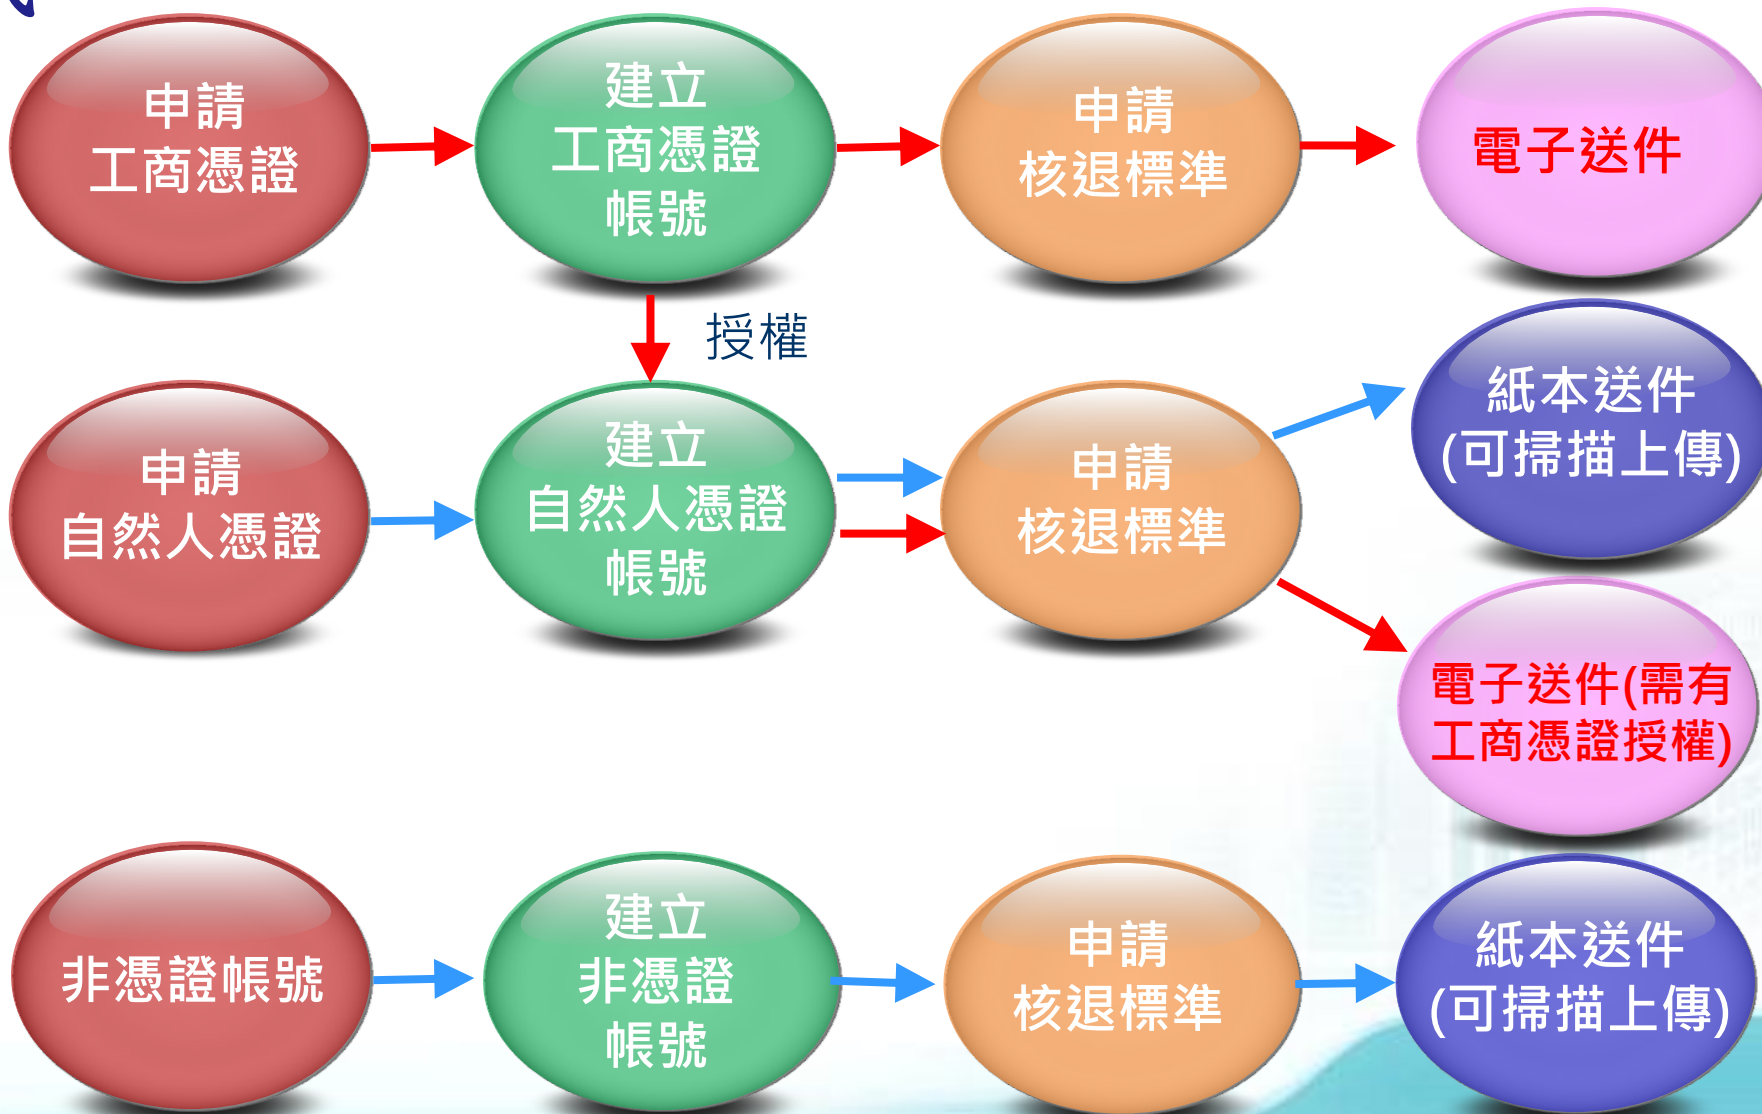 申請
工商憑證
建立
工商憑證
帳號
申請
核退標準
電子送件
授權
申請
自然人憑證
建立
自然人憑證
帳號
申請
核退標準
紙本送件
(可掃描上傳)
電子送件(需有
工商憑證授權)
非憑證帳號
建立
非憑證
帳號
申請
核退標準
紙本送件
(可掃描上傳)